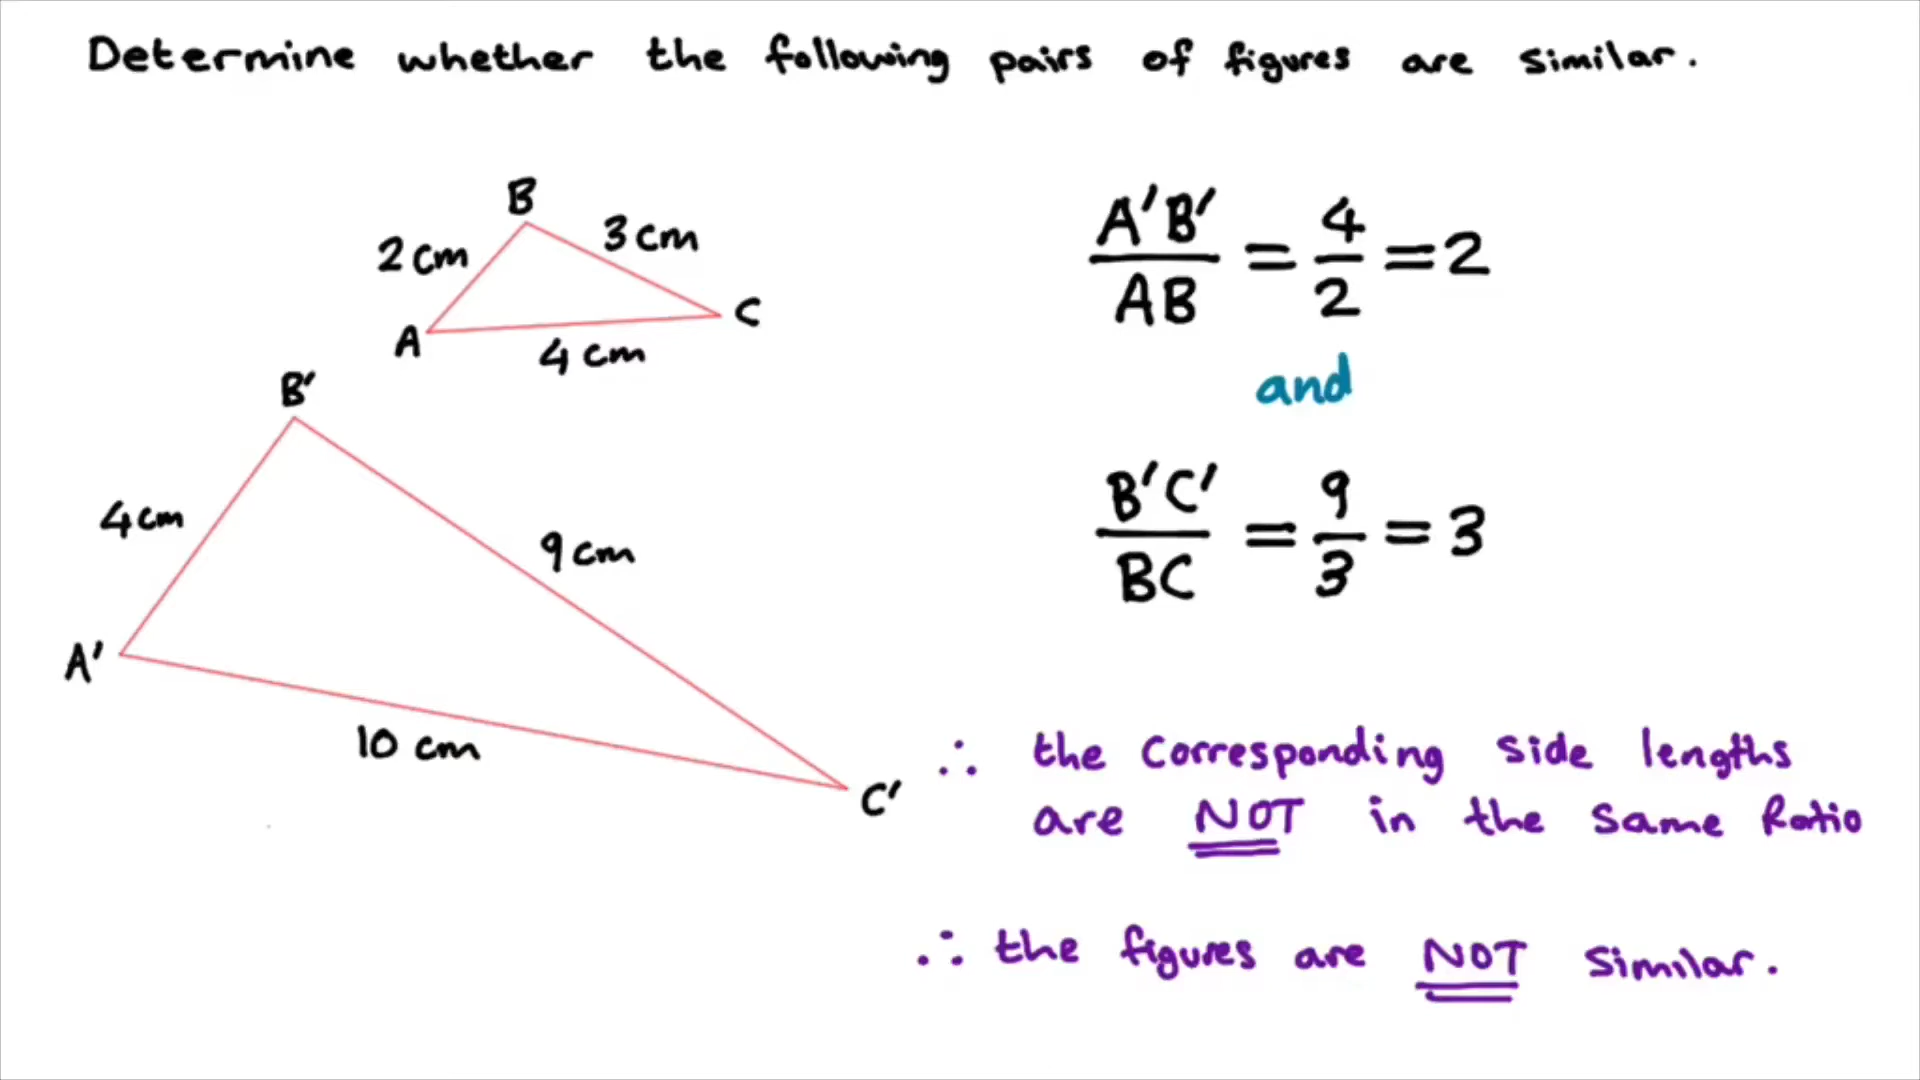 Determine whether the following pairs of figures are similar.
B
2 cm
3 cm
A
C
4 cm
B'
4 cm
9 cm
A'
10 cm
C'
A'B'/AB = 4/2 = 2
and
B'C'/BC = 9/3 = 3
∴ the corresponding side lengths
are NOT in the same Ratio
∴ the figures are NOT similar.